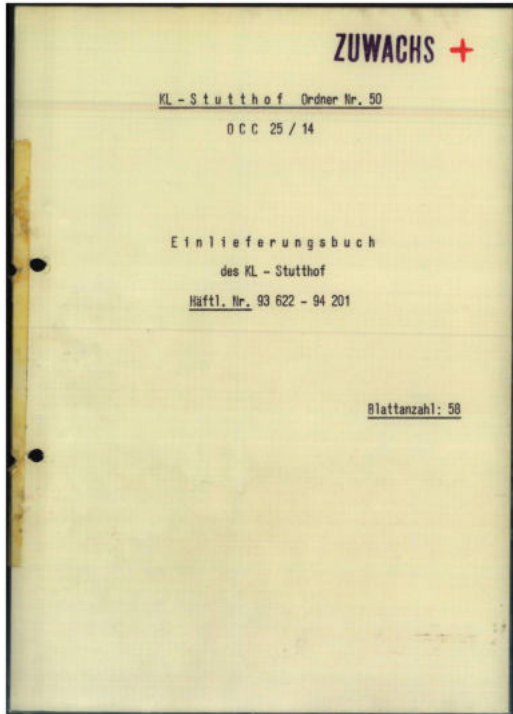 ZUWACHS +
KL - Stutthof Ordner Nr. 50
OCC 25 / 14
Einlieferungsbuch
des KL - Stutthof
Häftl. Nr. 93 622 - 94 201
Blattanzahl: 58